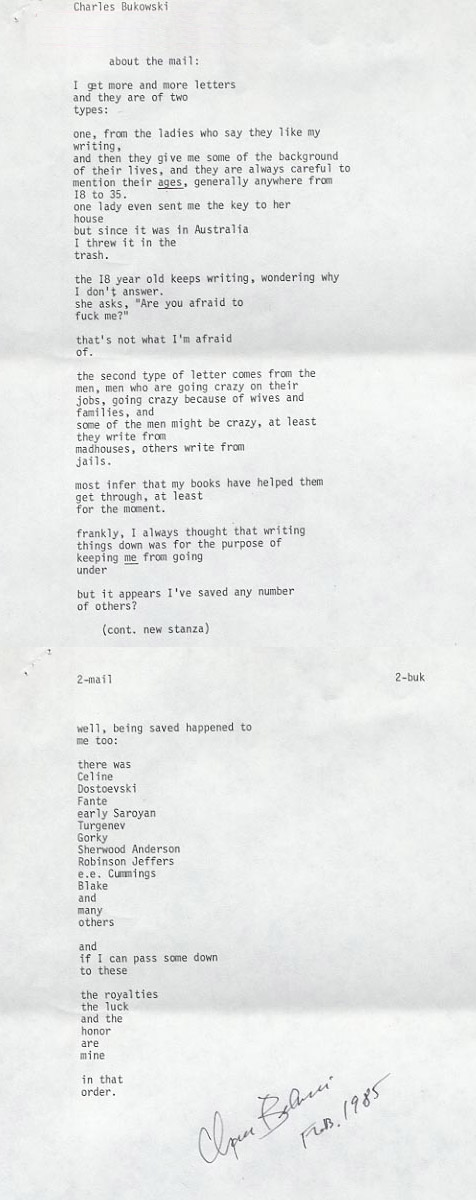 Charles Bukowski
about the mail:
I get more and more letters
and they are of two
types:
one, from the ladies who say they like my
writing,
and then they give me some of the background
of their lives, and they are always careful to
mention their ages, generally anywhere from
I8 to 35.
one lady even sent me the key to her
house
but since it was in Australia
I threw it in the
trash.
the I8 year old keeps writing, wondering why
I don't answer.
she asks, "Are you afraid to
fuck me?"
that's not what I'm afraid
of.
the second type of letter comes from the
men, men who are going crazy on their
jobs, going crazy because of wives and
families, and
some of the men might be crazy, at least
they write from
madhouses, others write from
jails.
most infer that my books have helped them
get through, at least
for the moment.
frankly, I always thought that writing
things down was for the purpose of
keeping me from going
under
but it appears I've saved any number
of others?
(cont. new stanza)
2-mail 2-buk
well, being saved happened to
me too:
there was
Celine
Dostoevski
Fante
early Saroyan
Turgenev
Gorky
Sherwood Anderson
Robinson Jeffers
e.e. Cummings
Blake
and
many
others
and
if I can pass some down
to these
the royalties
the luck
and the
honor
are
mine
in that
order.
Feb. 1985